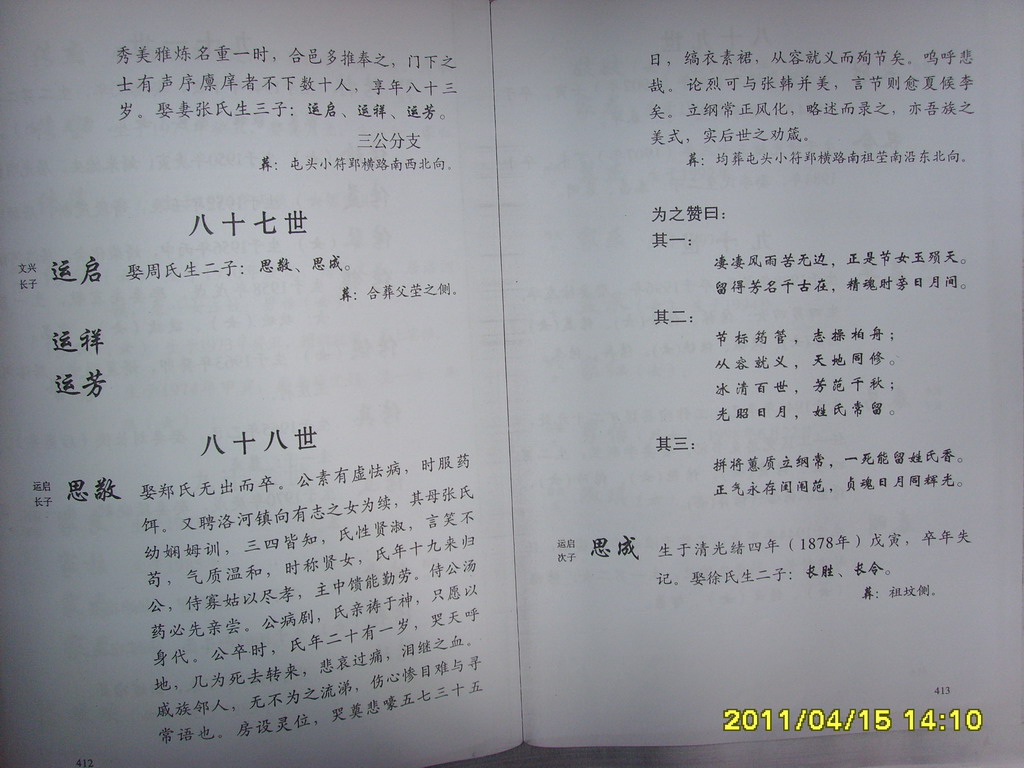 秀美雅炼名重一时，合邑多推奉之，门下之
士有声序廪庠者不下数十人，享年八十三
岁。娶妻张氏生三子：运启、运祥、运芳。
三公分支
葬：屯头小符郢横路南西北向。
八十七世
文兴
长子
运启 娶周氏生二子：思敬、思成。
葬：合葬父茔之侧。
运祥
运芳
八十八世
运启
长子
思敬 娶郑氏无出而卒。公素有虚怯病，时服药
饵。又聘洛河镇向有志之女为续，其母张氏
幼娴姆训，三四皆知，氏性贤淑，言笑不
苟，气质温和，时称贤女，氏年十九来归
公，侍寡姑以尽孝，主中馈能勤劳。侍公汤
药必先亲尝。公病剧，氏亲祷于神，只愿以
身代。公卒时，氏年二十有一岁，哭天呼
地，几为死去转来，悲哀过痛，泪继之血。
戚族邻人，无不为之流涕，伤心惨目难与寻
常语也。房设灵位，哭奠悲嚎五七三十五
412
日，缟衣素裙，从容就义而殉节矣。呜呼悲
哉。论烈可与张韩并美，言节则愈夏候李
矣。立纲常正风化，略述而录之，亦吾族之
美式，实后世之劝箴。
葬：均葬屯头小符郢横路南祖茔南沿东北向。
为之赞曰：
其一：
凄凄风雨苦无边，正是节女玉殒天。
留得芳名千古在，精魂时旁日月间。
其二：
节标筠管，志操柏舟；
从容就义，天地同修。
冰清百世，芳范千秋；
光昭日月，姓氏常留。
其三：
拼将蕙质立纲常，一死能留姓氏香。
正气永存闺阁范，贞魂日月同辉光。
运启
次子
思成 生于清光绪四年（1878年）戊寅，卒年失
记。娶徐氏生二子：长胜、长令。
葬：祖坟侧。
413
2011/04/15 14:10